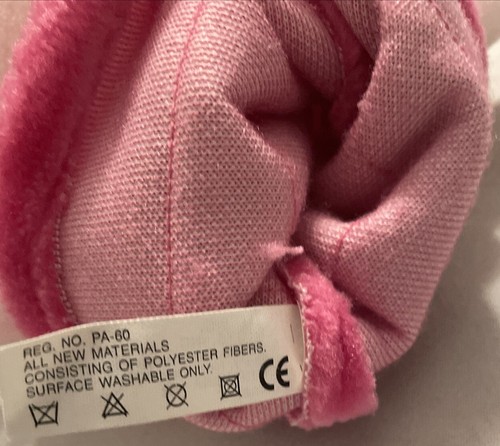 REG. NO. PA-60
ALL NEW MATERIALS
CONSISTING OF POLYESTER FIBERS.
SURFACE WASHABLE ONLY.
CE